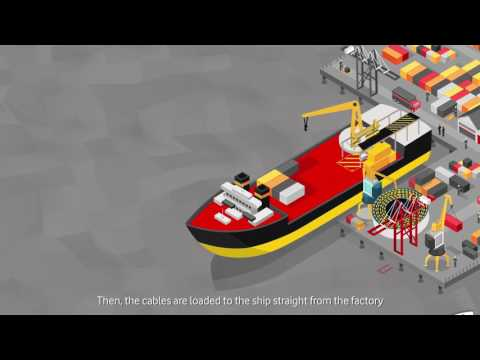 Then, the cables are loaded to the ship straight from the factory